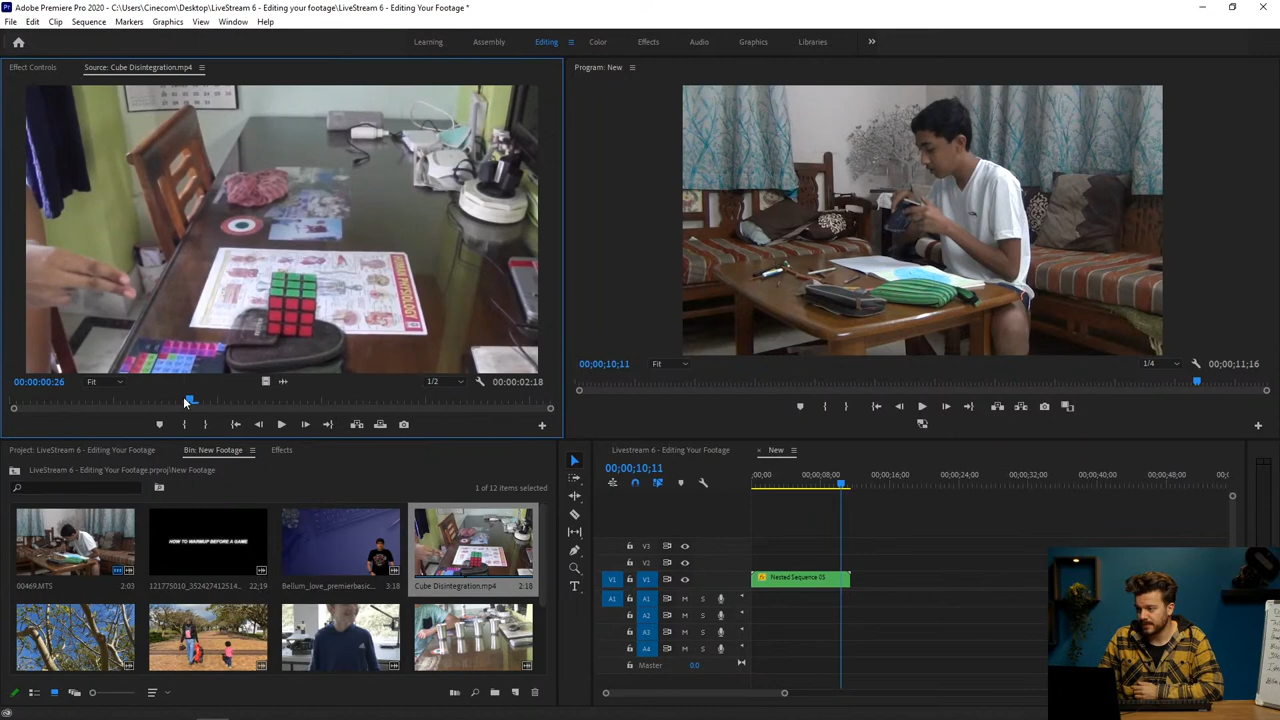 Adobe Premiere Pro 2020 - C:\Users\Cinecom\Desktop\LiveStream 6 - Editing your footage\LiveStream 6 - Editing Your Footage *
File Edit Clip Sequence Markers Graphics View Window Help
Learning Assembly Editing Color Effects Audio Graphics Libraries
Effect Controls Source: Cube Disintegration.mp4 Program: New
HUMAN PHYSIOLOGY
00:00:00:26 Fit 1/2 00:00:02:18
00;00;10;11 Fit 1/4 00;00;11;16
Project: LiveStream 6 - Editing Your Footage Bin: New Footage Effects
LiveStream 6 - Editing Your Footage.prproj\New Footage
1 of 12 items selected
HOW TO WARMUP BEFORE A GAME
00469.MTS 121775010_352427412514... 22;19 Bellum_love_premierbasic... 3:18 Cube Disintegration.mp4 2:18
Livestream 6 - Editing Your Footage New
00;00;10;11
;00;00 00;00;08;00 00;00;16;00 00;00;24;00 00;00;32;00 00;00;40;00 00;00;48;00 00;0
V3
V2
V1 V1 Nested Sequence 05
A1 A1 M S
A2 M S
A3 M S
A4 M S
Master 0.0